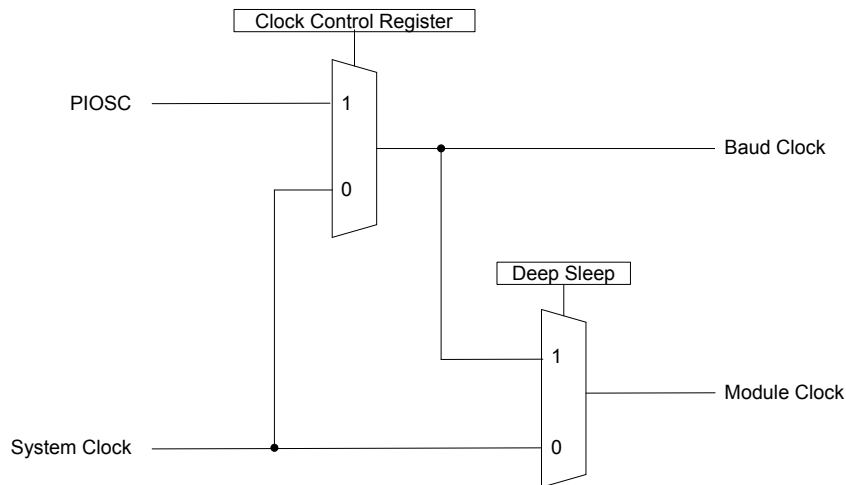 Clock Control Register
PIOSC
1
Baud Clock
0
Deep Sleep
1
Module Clock
System Clock
0